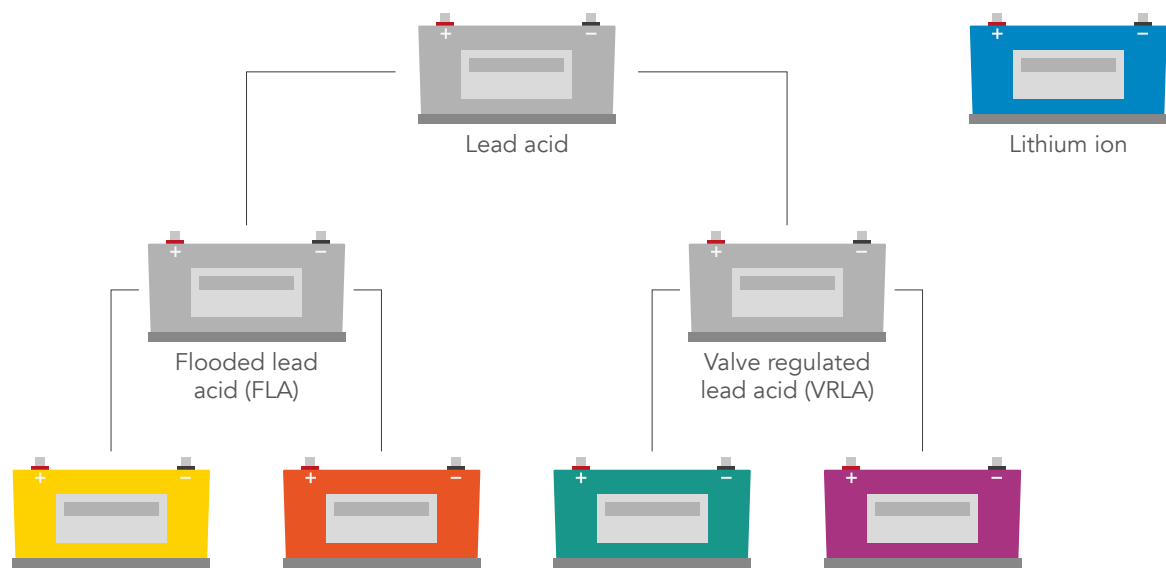 + −
+ −
Lead acid
Lithium ion
+ −
+ −
Flooded lead
acid (FLA)
Valve regulated
lead acid (VRLA)
+ −
+ −
+ −
+ −